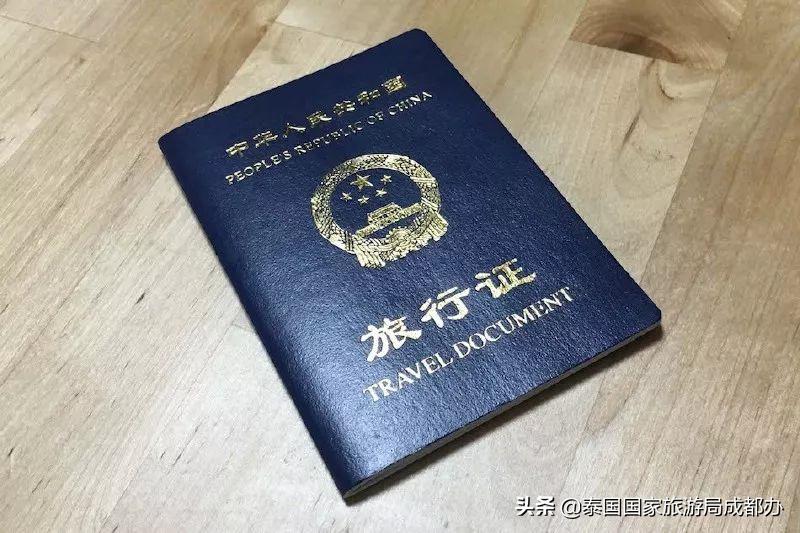 中华人民共和国
PEOPLE'S REPUBLIC OF CHINA
旅行证
TRAVEL DOCUMENT
头条 @泰国国家旅游局成都办